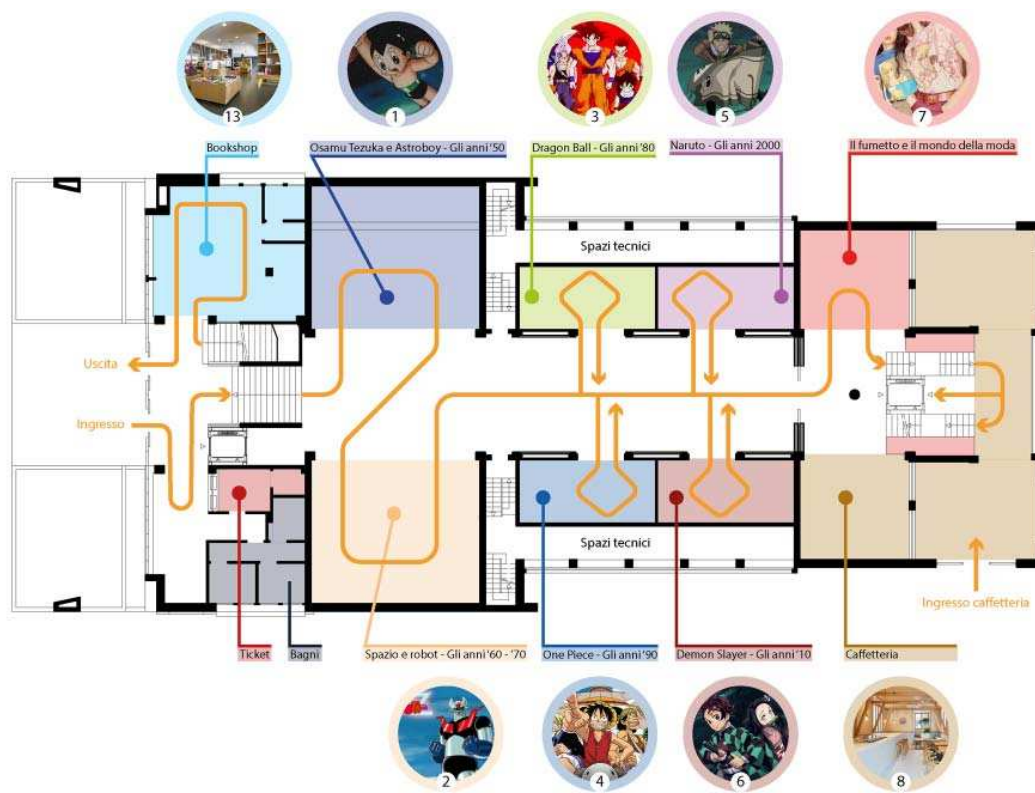 13
1
3
5
7
Bookshop
Osamu Tezuka e Astroboy - Gli anni '50
Dragon Ball - Gli anni '80
Naruto - Gli anni 2000
Il fumetto e il mondo della moda
Spazi tecnici
Uscita
Ingresso
Spazi tecnici
Ingresso caffetteria
Ticket
Bagni
Spazio e robot - Gli anni '60 - '70
One Piece - Gli anni '90
Demon Slayer - Gli anni '10
Caffetteria
2
4
6
8